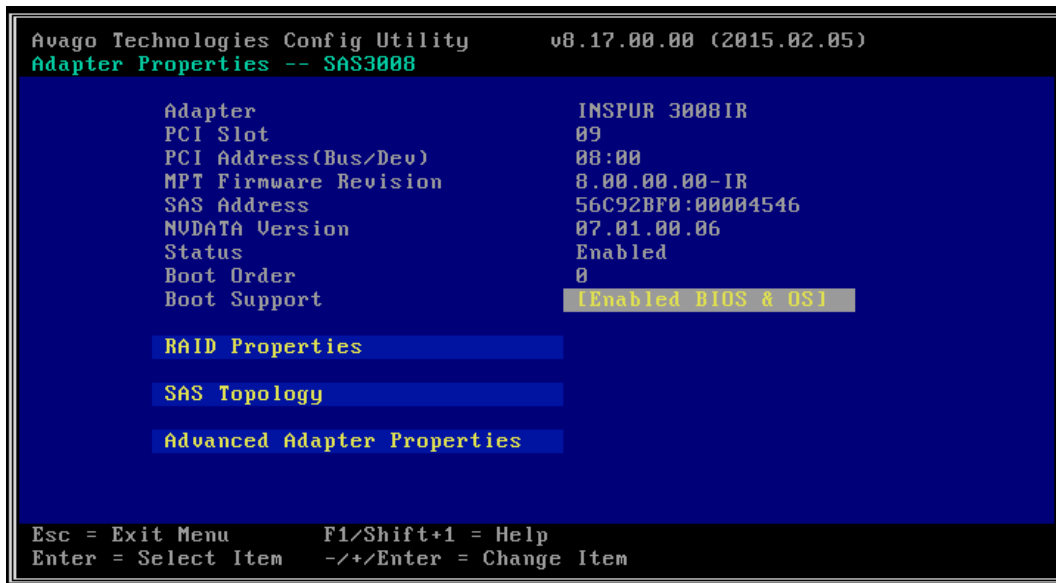 Avago Technologies Config Utility v8.17.00.00 (2015.02.05)
Adapter Properties -- SAS3008
Adapter INSPUR 3008IR
PCI Slot 09
PCI Address(Bus/Dev) 08:00
MPT Firmware Revision 8.00.00.00-IR
SAS Address 56C92BF0:00004546
NVDATA Version 07.01.00.06
Status Enabled
Boot Order 0
Boot Support [Enabled BIOS & OS]
RAID Properties
SAS Topology
Advanced Adapter Properties
Esc = Exit Menu F1/Shift+1 = Help
Enter = Select Item -/+/Enter = Change Item